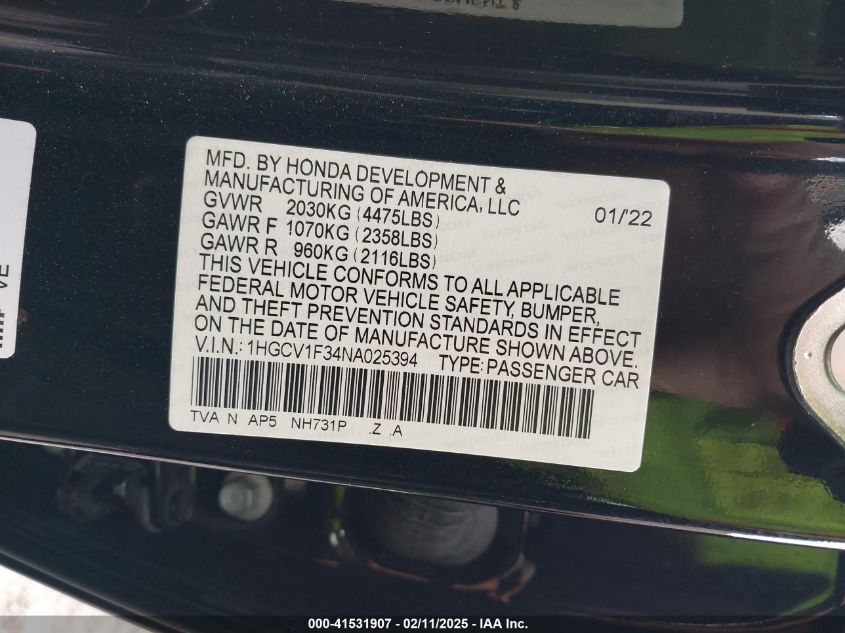 MFD. BY HONDA DEVELOPMENT &
MANUFACTURING OF AMERICA, LLC 01/'22
GVWR 2030KG (4475LBS)
GAWR F 1070KG (2358LBS)
GAWR R 960KG (2116LBS)
THIS VEHICLE CONFORMS TO ALL APPLICABLE
FEDERAL MOTOR VEHICLE SAFETY, BUMPER,
AND THEFT PREVENTION STANDARDS IN EFFECT
ON THE DATE OF MANUFACTURE SHOWN ABOVE.
V.I.N.: 1HGCV1F34NA025394 TYPE: PASSENGER CAR
TVA N AP5 NH731P .Z .A
VE
000-41531907 - 02/11/2025 - IAA Inc.